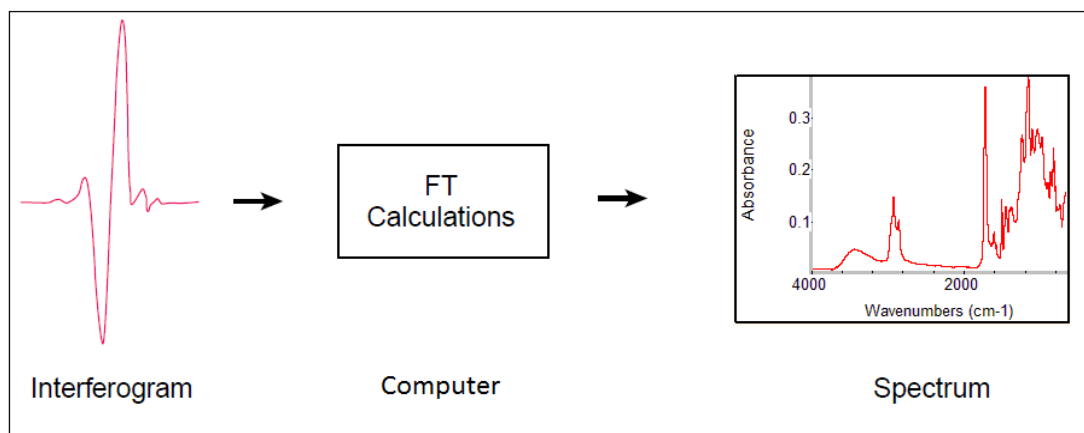 FT
Calculations
Absorbance
0.3
0.2
0.1
4000
2000
Wavenumbers (cm-1)
Interferogram
Computer
Spectrum